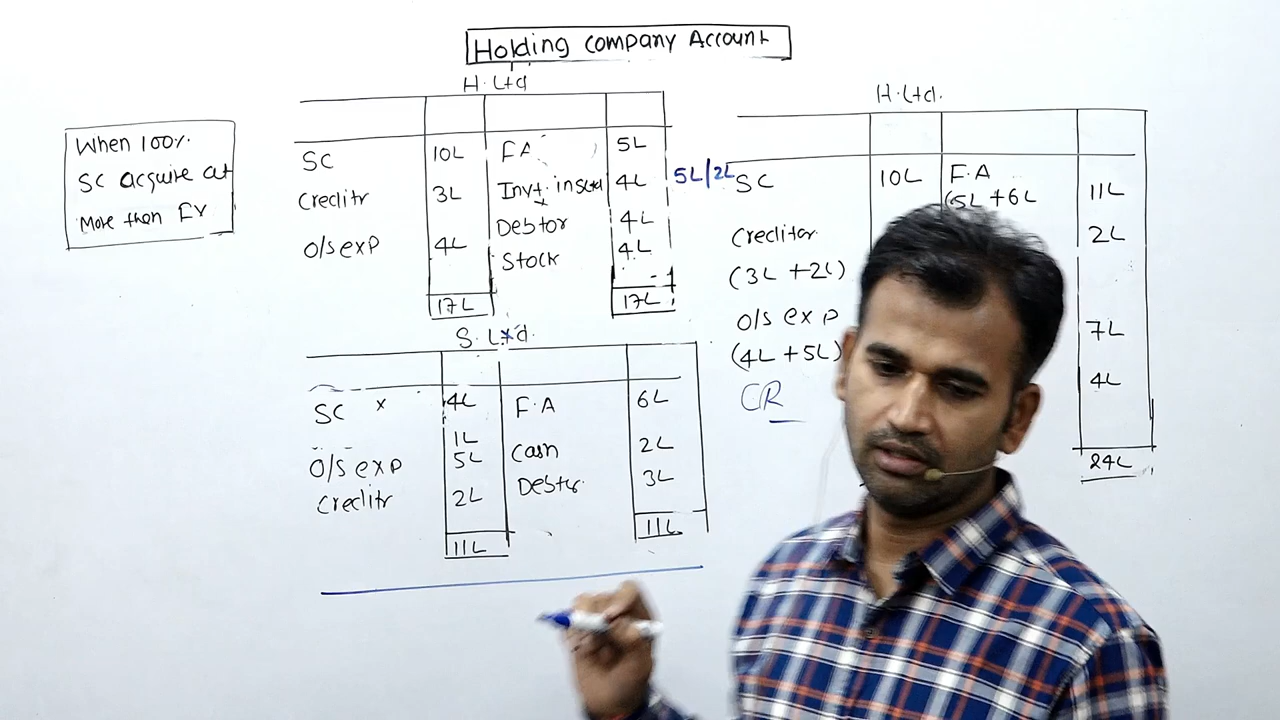 Holding Company Account
When 100%
SC acquire at
More then FV
H. Ltd
SC 10L FA 5L
Creditr 3L Invt. in S Ltd 4L 5L/2L
O/s exp 4L Debtor 4L
Stock 4L
17L 17L
S. Ltd.
SC x 4L F.A 6L
1L
O/s exp 5L Cash 2L
Creditr 2L Debtr. 3L
11L 11L
H. Ltd.
SC 10L F.A 11L
(5L + 6L
Creditor 2L
(3L + 2L)
O/s exp 7L
(4L + 5L)
CR 4L
24L